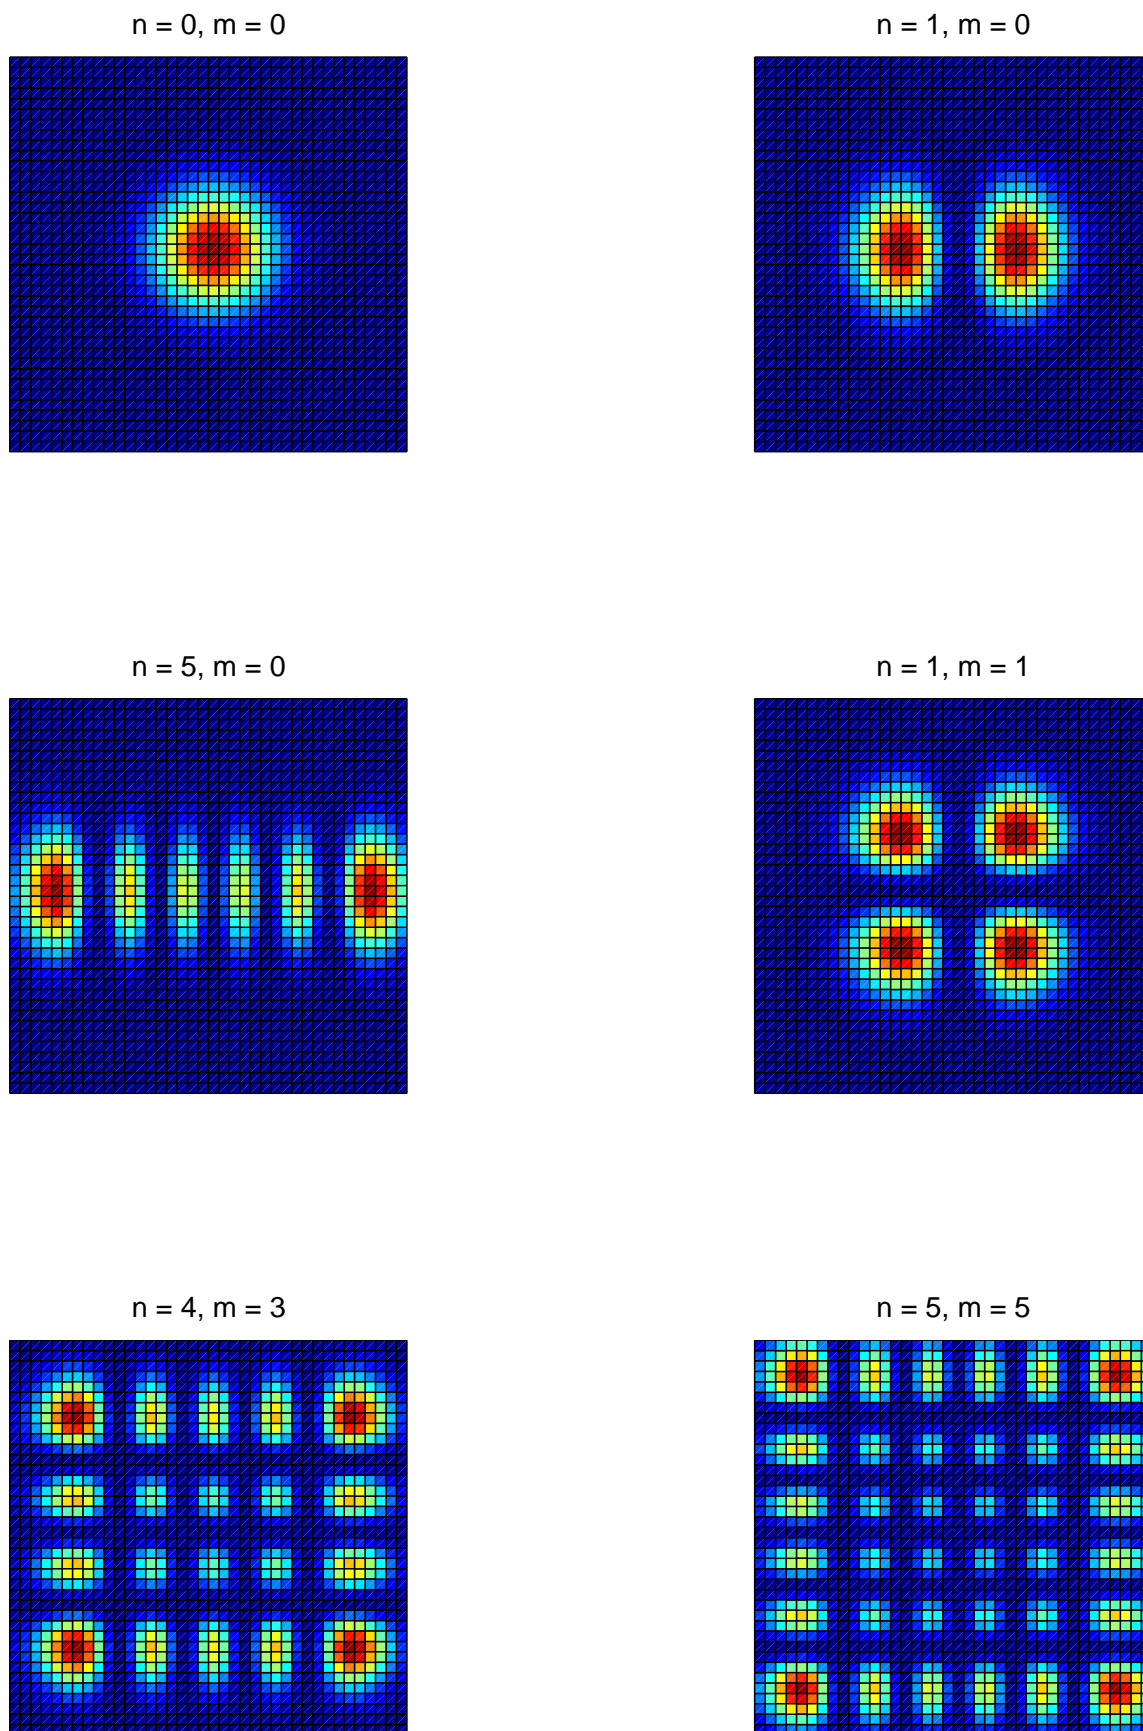 n = 0, m = 0
n = 1, m = 0
n = 5, m = 0
n = 1, m = 1
n = 4, m = 3
n = 5, m = 5